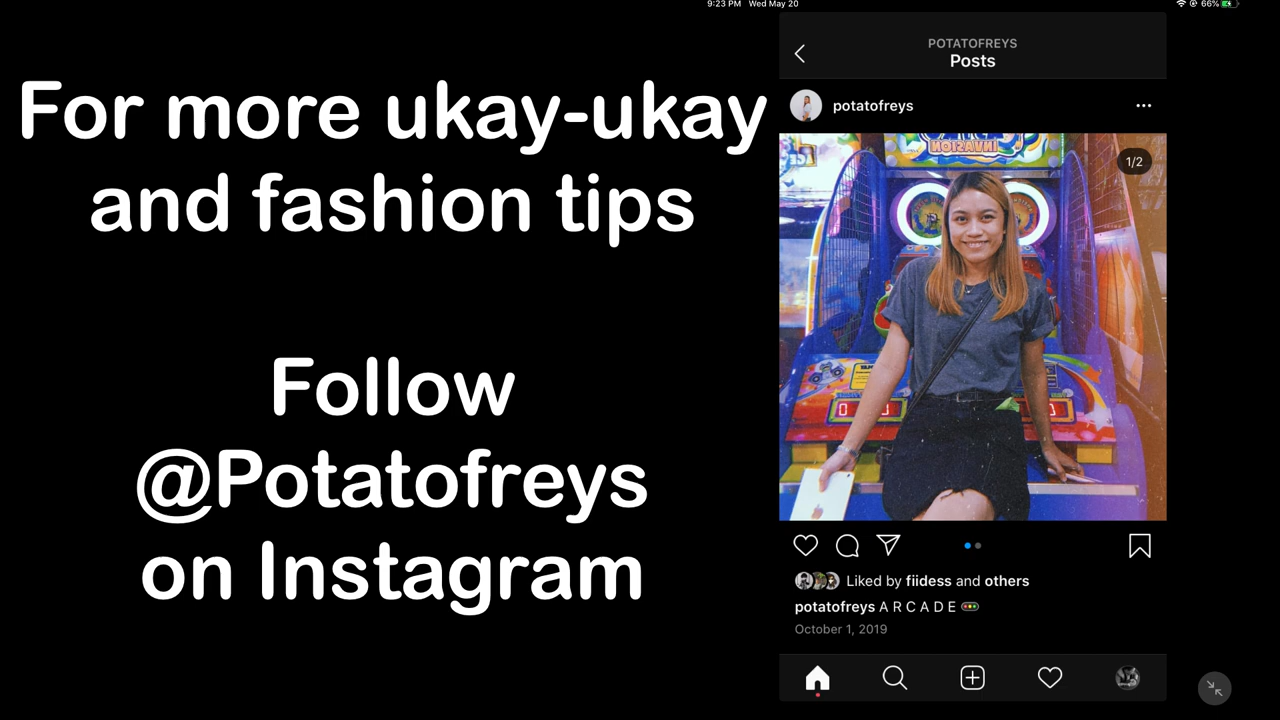 9:23 PM Wed May 20
66%
For more ukay-ukay
and fashion tips
Follow
@Potatofreys
on Instagram
POTATOFREYS
Posts
potatofreys
INVASION
1/2
Liked by fiidess and others
potatofreys A R C A D E 🚥
October 1, 2019